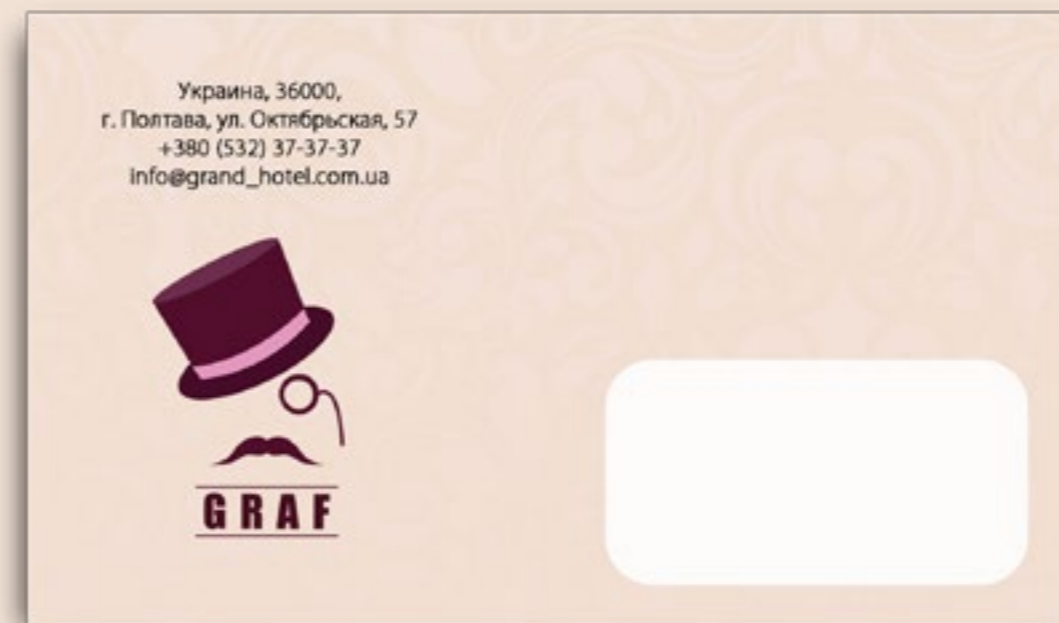 Украина, 36000,
г. Полтава, ул. Октябрьская, 57
+380 (532) 37-37-37
info@grand_hotel.com.ua
GRAF